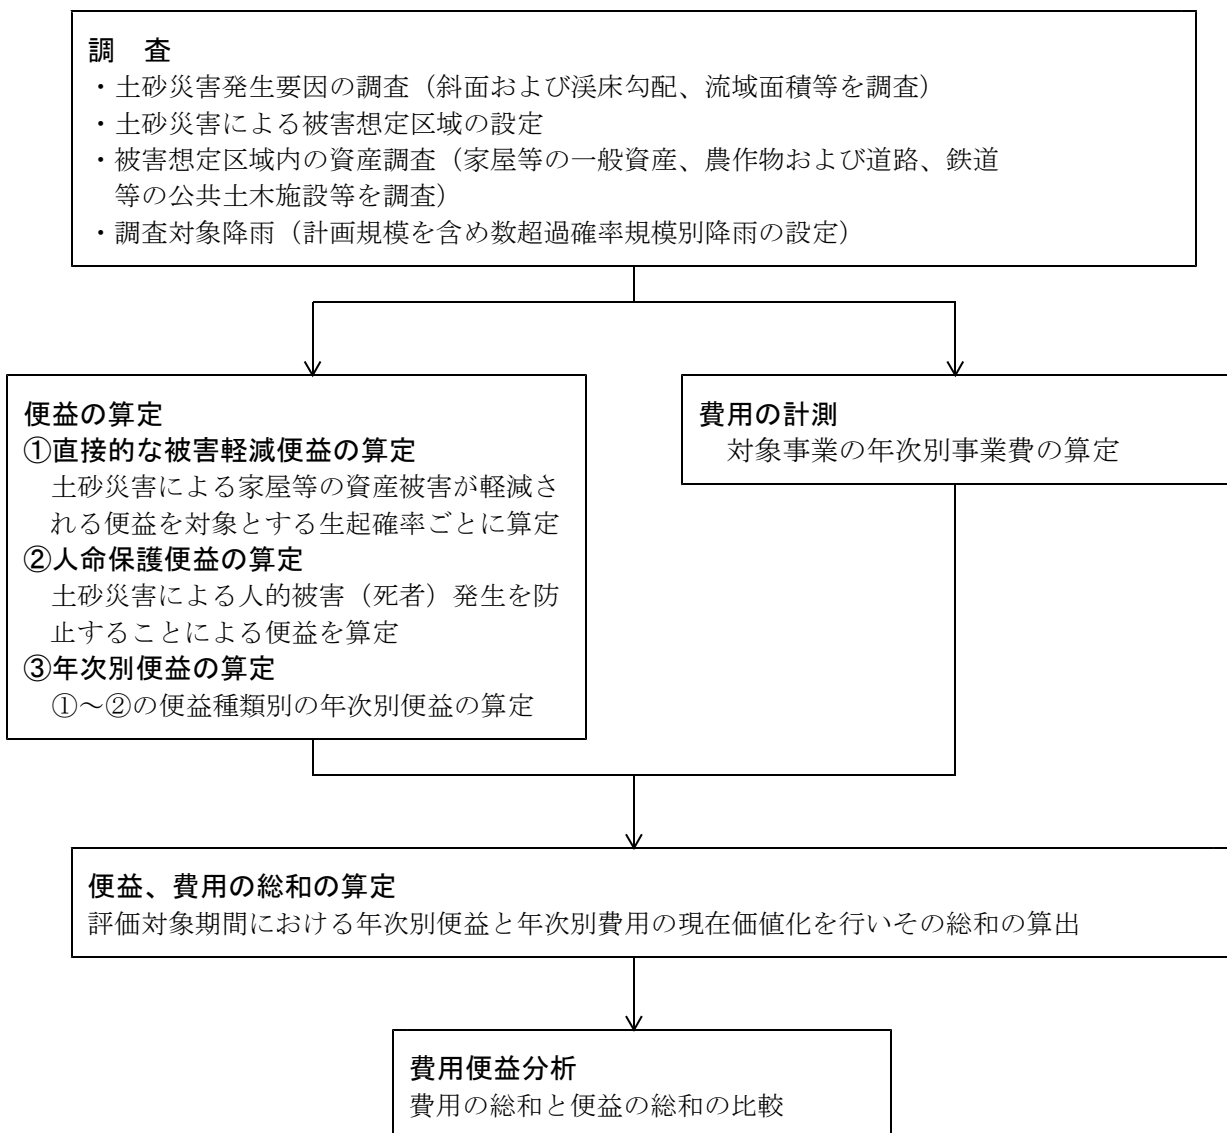 調　査
・土砂災害発生要因の調査（斜面および渓床勾配、流域面積等を調査）
・土砂災害による被害想定区域の設定
・被害想定区域内の資産調査（家屋等の一般資産、農作物および道路、鉄道
等の公共土木施設等を調査）
・調査対象降雨（計画規模を含め数超過確率規模別降雨の設定）
便益の算定
①直接的な被害軽減便益の算定
土砂災害による家屋等の資産被害が軽減さ
れる便益を対象とする生起確率ごとに算定
②人命保護便益の算定
土砂災害による人的被害（死者）発生を防
止することによる便益を算定
③年次別便益の算定
①～②の便益種類別の年次別便益の算定
費用の計測
対象事業の年次別事業費の算定
便益、費用の総和の算定
評価対象期間における年次別便益と年次別費用の現在価値化を行いその総和の算出
費用便益分析
費用の総和と便益の総和の比較